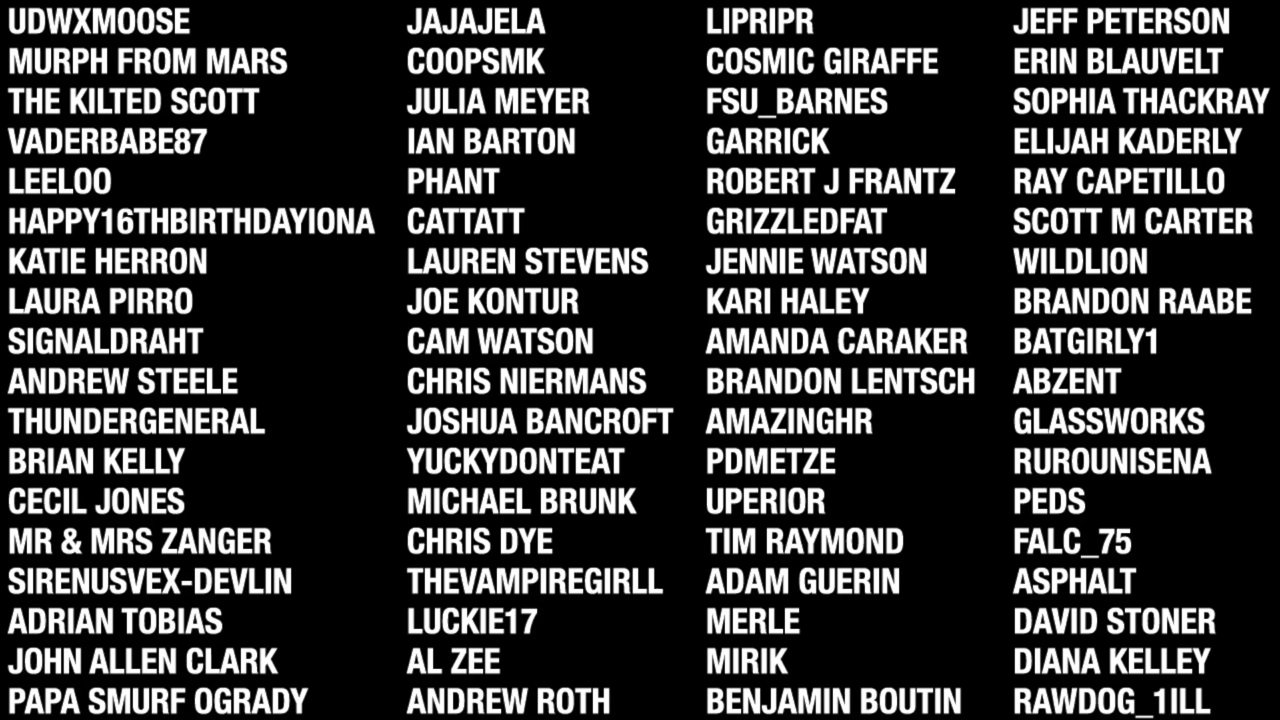 UDWXMOOSE
MURPH FROM MARS
THE KILTED SCOTT
VADERBABE87
LEELOO
HAPPY16THBIRTHDAYIONA
KATIE HERRON
LAURA PIRRO
SIGNALDRAHT
ANDREW STEELE
THUNDERGENERAL
BRIAN KELLY
CECIL JONES
MR & MRS ZANGER
SIRENUSVEX-DEVLIN
ADRIAN TOBIAS
JOHN ALLEN CLARK
PAPA SMURF OGRADY
JAJAJELA
COOPSMK
JULIA MEYER
IAN BARTON
PHANT
CATTATT
LAUREN STEVENS
JOE KONTUR
CAM WATSON
CHRIS NIERMANS
JOSHUA BANCROFT
YUCKYDONTEAT
MICHAEL BRUNK
CHRIS DYE
THEVAMPIREGIRLL
LUCKIE17
AL ZEE
ANDREW ROTH
LIPRIPR
COSMIC GIRAFFE
FSU_BARNES
GARRICK
ROBERT J FRANTZ
GRIZZLEDFAT
JENNIE WATSON
KARI HALEY
AMANDA CARAKER
BRANDON LENTSCH
AMAZINGHR
PDMETZE
UPERIOR
TIM RAYMOND
ADAM GUERIN
MERLE
MIRIK
BENJAMIN BOUTIN
JEFF PETERSON
ERIN BLAUVELT
SOPHIA THACKRAY
ELIJAH KADERLY
RAY CAPETILLO
SCOTT M CARTER
WILDLION
BRANDON RAABE
BATGIRLY1
ABZENT
GLASSWORKS
RUROUNISENA
PEDS
FALC_75
ASPHALT
DAVID STONER
DIANA KELLEY
RAWDOG_1ILL